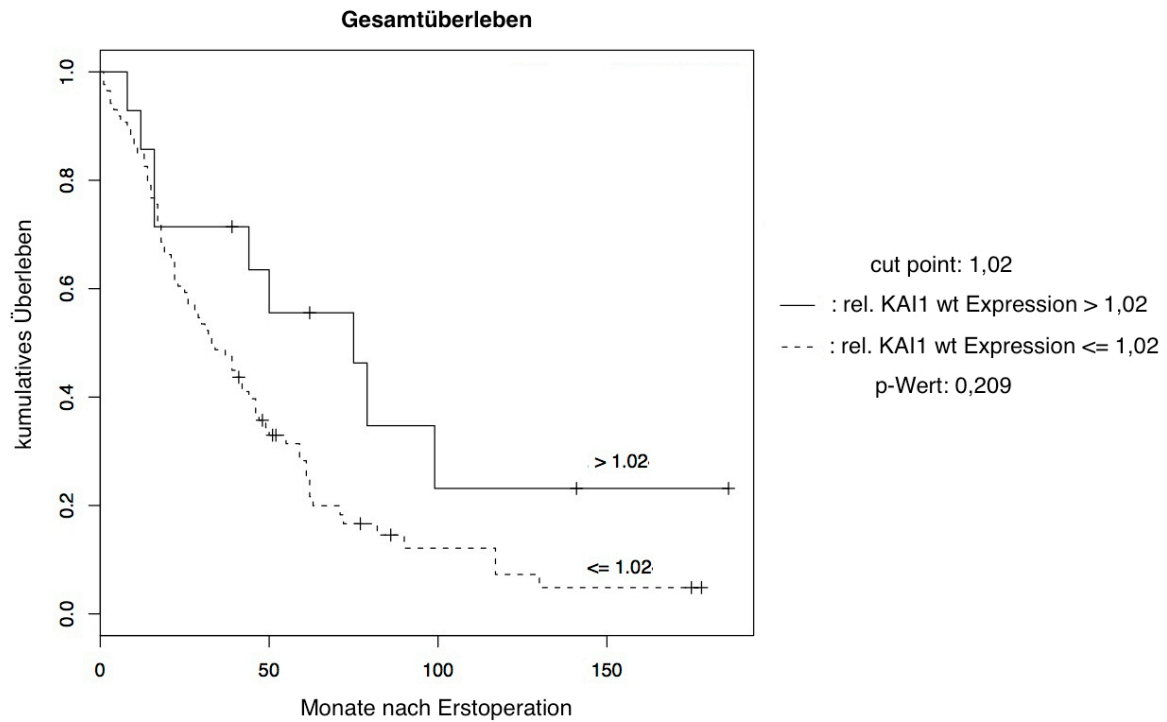 Gesamtüberleben
kumulatives Überleben
1.0
0.8
0.6
0.4
0.2
0.0
> 1.02
<= 1.02
0 50 100 150
Monate nach Erstoperation
cut point: 1,02
: rel. KAI1 wt Expression > 1,02
: rel. KAI1 wt Expression <= 1,02
p-Wert: 0,209